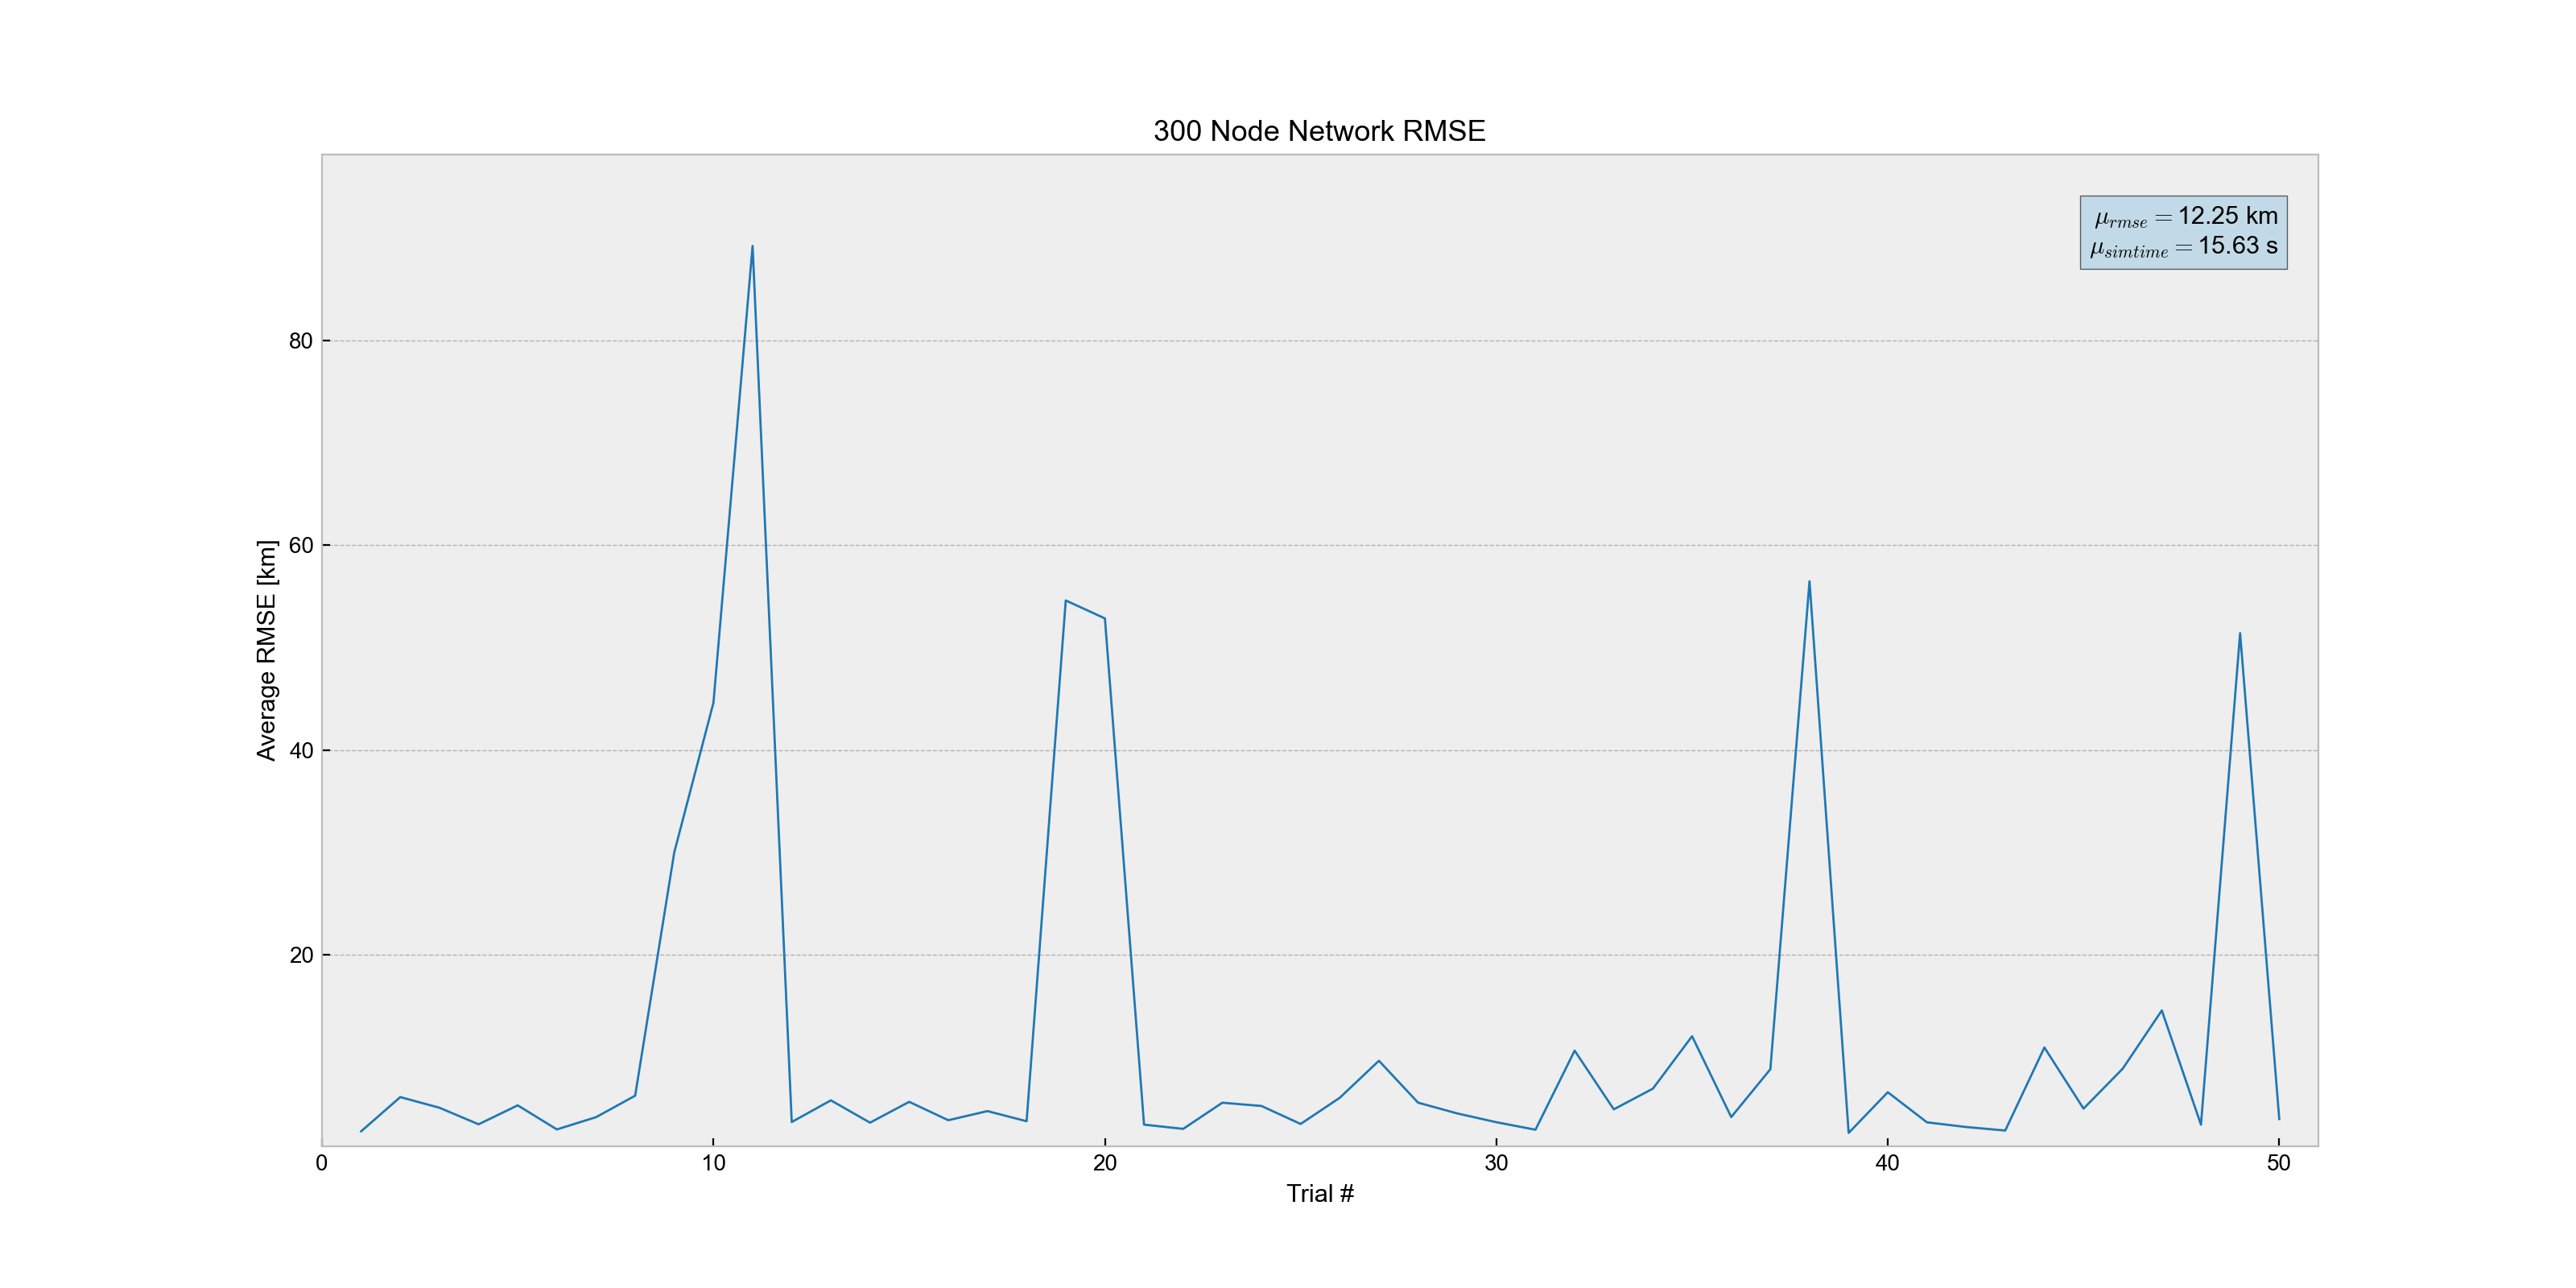 300 Node Network RMSE
μ_rmse = 12.25 km
μ_simtime = 15.63 s
Average RMSE [km]
80
60
40
20
0 10 20 30 40 50
Trial #